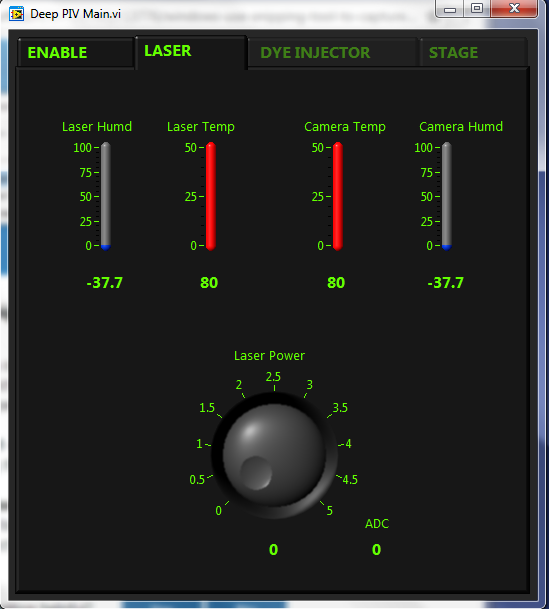 Deep PIV Main.vi
ENABLE LASER DYE INJECTOR STAGE
Laser Humd Laser Temp Camera Temp Camera Humd
100 50 50 100
75 75
50 25 25 50
25 25
0 0 0 0
-37.7 80 80 -37.7
Laser Power
2.5
2 3
1.5 3.5
1 4
0.5 4.5
0 5
ADC
0 0